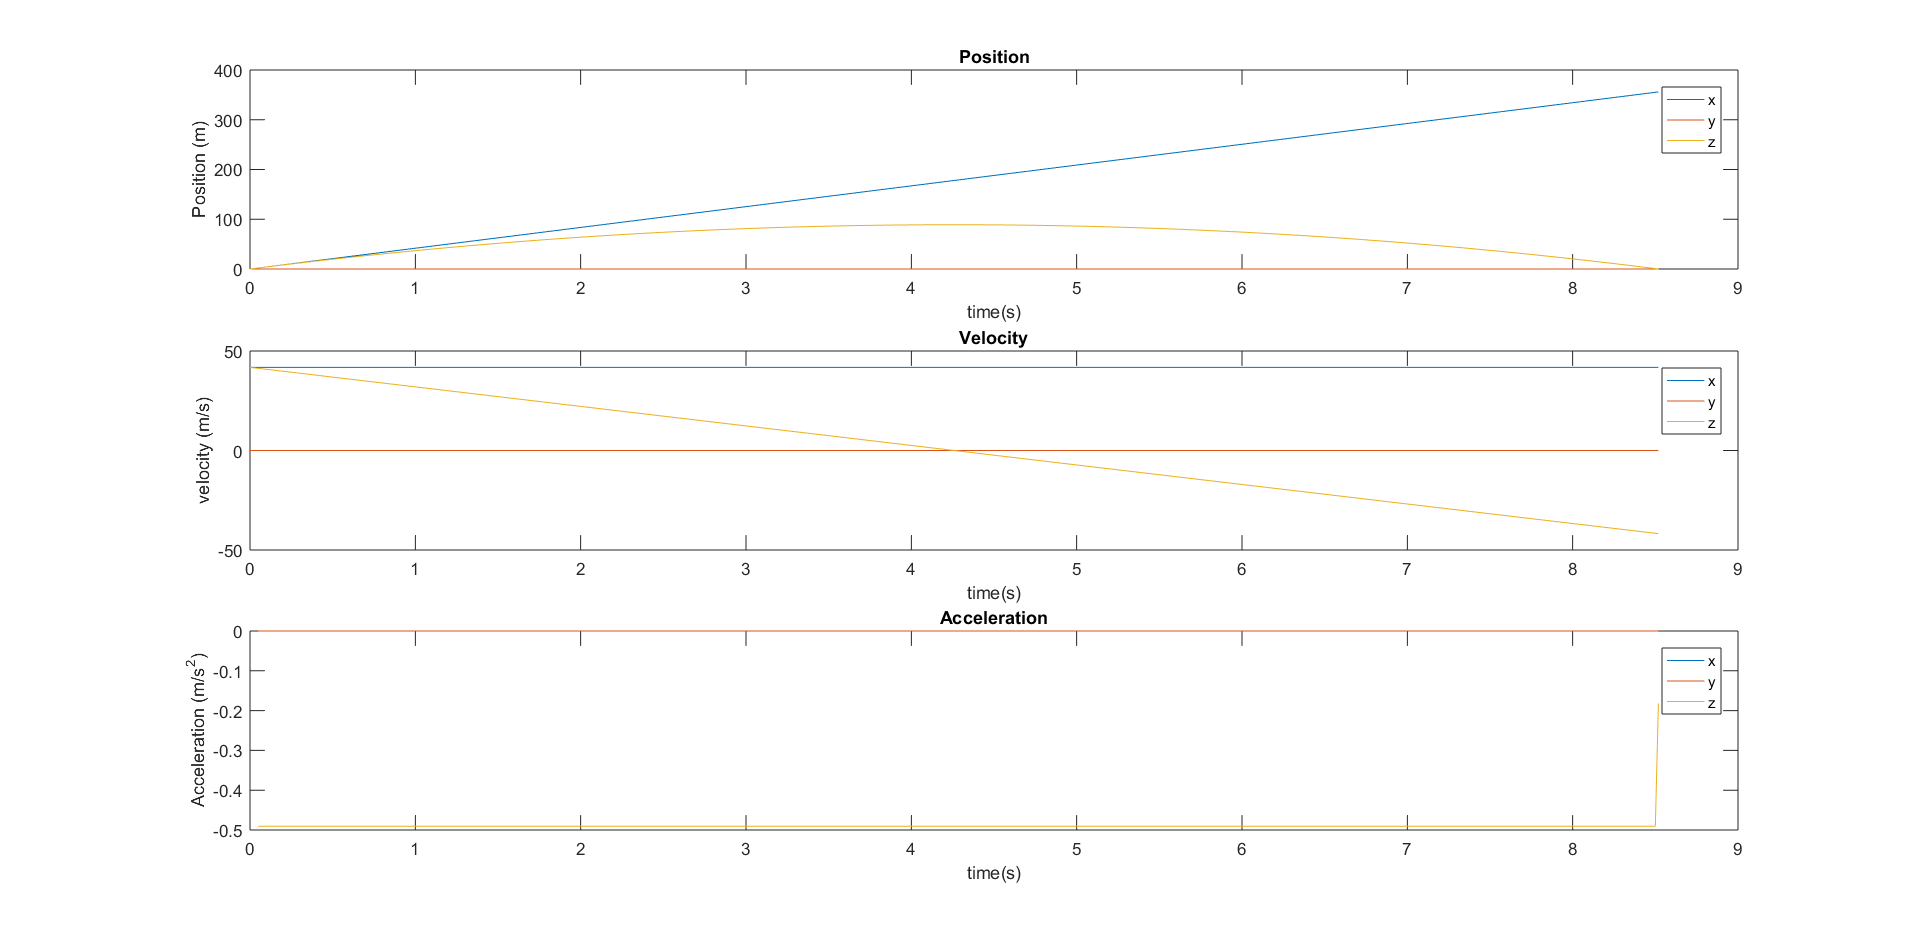 Position
400
300
200
100
0
Position (m)
x
y
z
0 1 2 3 4 5 6 7 8 9
time(s)
Velocity
50
0
-50
velocity (m/s)
x
y
z
0 1 2 3 4 5 6 7 8 9
time(s)
Acceleration
0
-0.1
-0.2
-0.3
-0.4
-0.5
Acceleration (m/s²)
x
y
z
0 1 2 3 4 5 6 7 8 9
time(s)